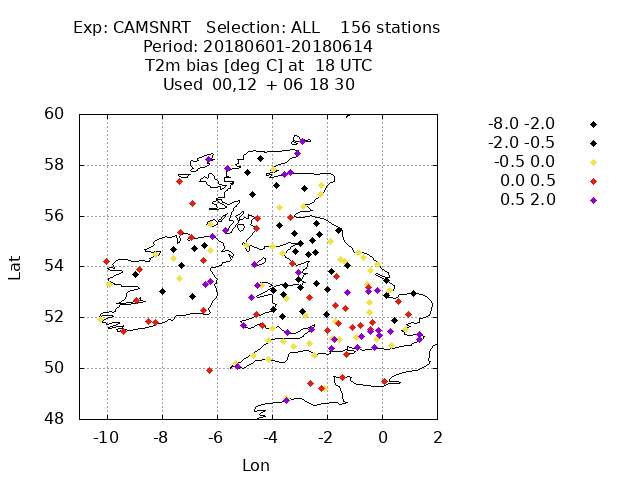 Exp: CAMSNRT   Selection: ALL    156 stations
Period: 20180601-20180614
T2m bias [deg C] at  18 UTC
Used  00,12  + 06 18 30
-8.0 -2.0
-2.0 -0.5
-0.5 0.0
0.0 0.5
0.5 2.0
60
58
56
54
52
50
48
Lat
-10 -8 -6 -4 -2 0 2
Lon